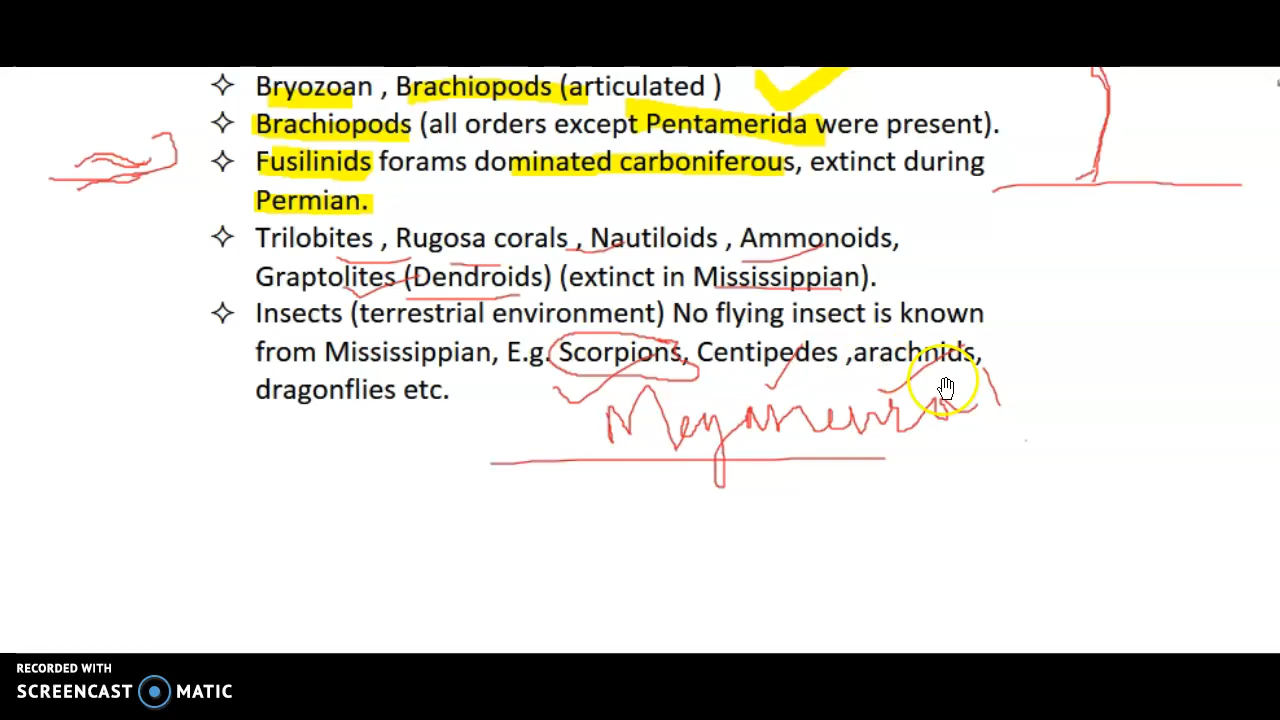 ✧ Bryozoan , Brachiopods (articulated )
✧ Brachiopods (all orders except Pentamerida were present).
✧ Fusilinids forams dominated carboniferous, extinct during
Permian.
✧ Trilobites , Rugosa corals , Nautiloids , Ammonoids,
Graptolites (Dendroids) (extinct in Mississippian).
✧ Insects (terrestrial environment) No flying insect is known
from Mississippian, E.g. Scorpions, Centipedes ,arachnids,
dragonflies etc.
Meganeura
RECORDED WITH
SCREENCAST MATIC